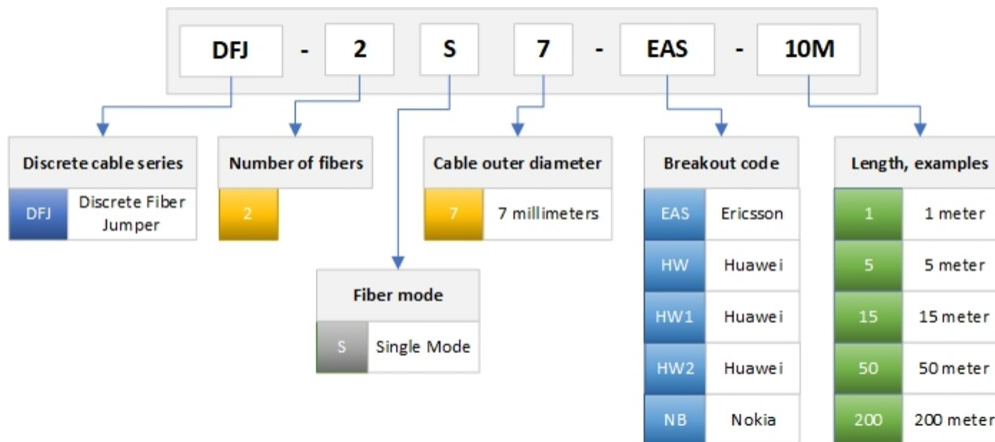 DFJ - 2 S 7 - EAS - 10M
Discrete cable series
DFJ Discrete Fiber
Jumper
Number of fibers
2
Fiber mode
S Single Mode
Cable outer diameter
7 7 millimeters
Breakout code
EAS Ericsson
HW Huawei
HW1 Huawei
HW2 Huawei
NB Nokia
Length, examples
1 1 meter
5 5 meter
15 15 meter
50 50 meter
200 200 meter